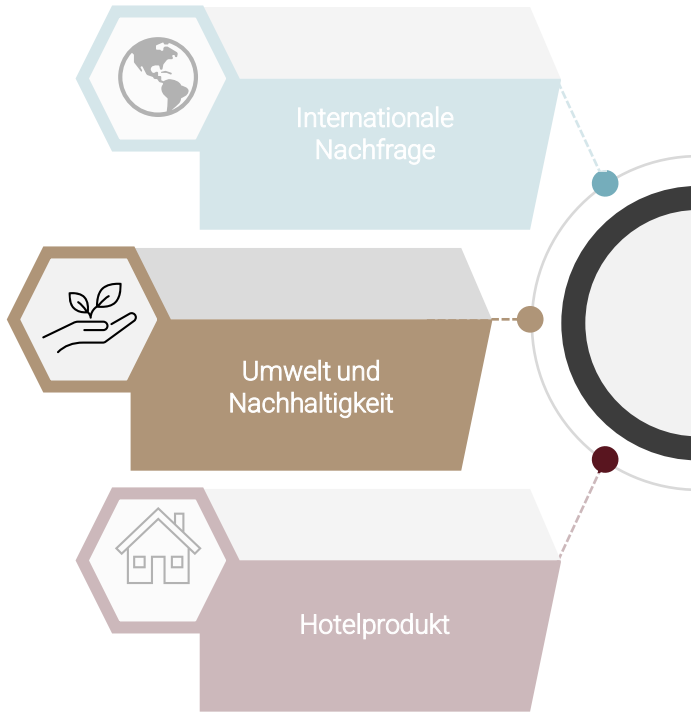 Internationale
Nachfrage
Umwelt und
Nachhaltigkeit
Hotelprodukt